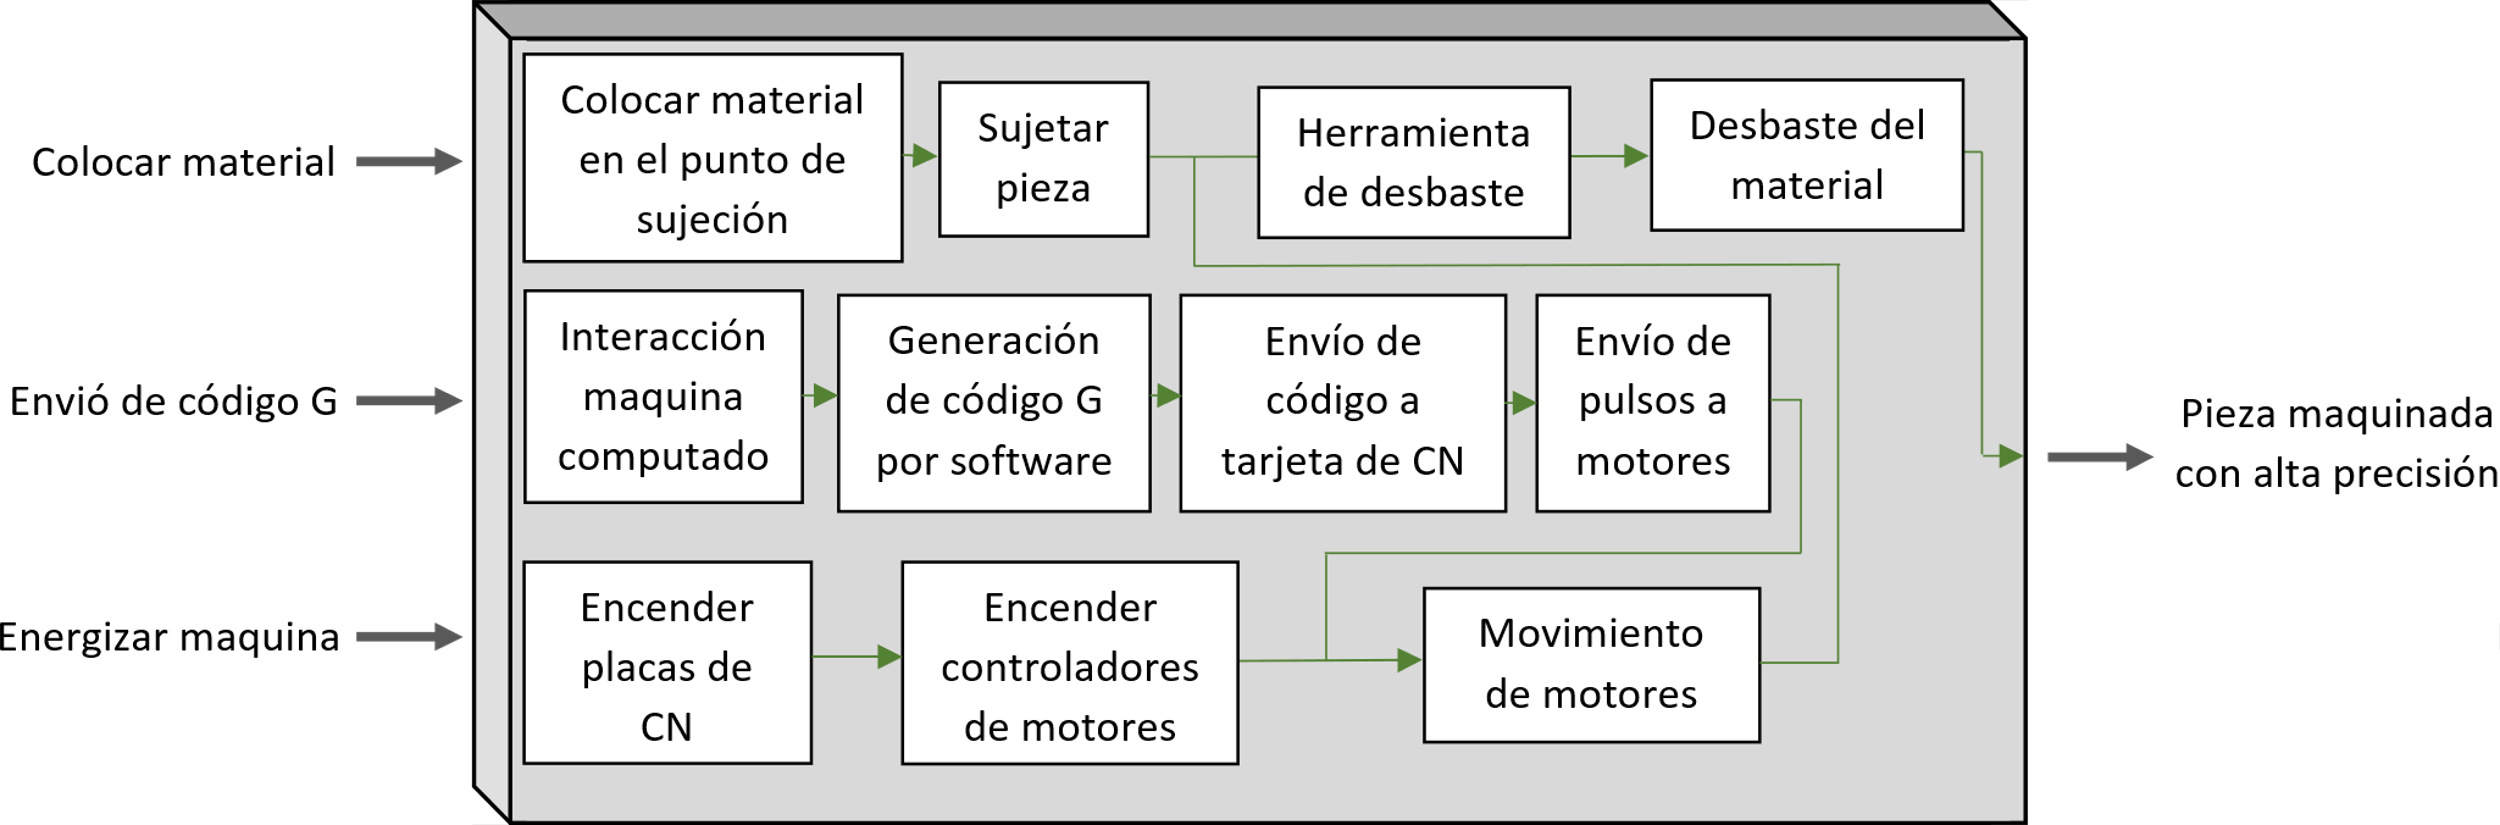 Colocar material
Envió de código G
Energizar maquina
Colocar material
en el punto de
sujeción
Sujetar
pieza
Herramienta
de desbaste
Desbaste del
material
Interacción
maquina
computado
Generación
de código G
por software
Envío de
código a
tarjeta de CN
Envío de
pulsos a
motores
Encender
placas de
CN
Encender
controladores
de motores
Movimiento
de motores
Pieza maquinada
con alta precisión